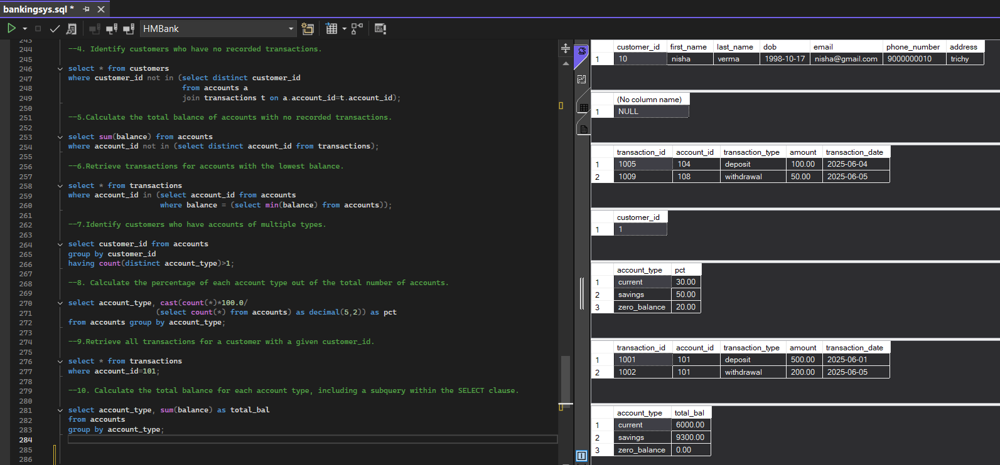 bankingsys.sql *
HMBank
243
244 --4. Identify customers who have no recorded transactions.
245
246 select * from customers
247 where customer_id not in (select distinct customer_id
248 from accounts a
249 join transactions t on a.account_id=t.account_id);
250
251 --5.Calculate the total balance of accounts with no recorded transactions.
252
253 select sum(balance) from accounts
254 where account_id not in (select distinct account_id from transactions);
255
256 --6.Retrieve transactions for accounts with the lowest balance.
257
258 select * from transactions
259 where account_id in (select account_id from accounts
260 where balance = (select min(balance) from accounts));
261
262 --7.Identify customers who have accounts of multiple types.
263
264 select customer_id from accounts
265 group by customer_id
266 having count(distinct account_type)>1;
267
268 --8. Calculate the percentage of each account type out of the total number of accounts.
269
270 select account_type, cast(count(*)*100.0/
271 (select count(*) from accounts) as decimal(5,2)) as pct
272 from accounts group by account_type;
273
274 --9.Retrieve all transactions for a customer with a given customer_id.
275
276 select * from transactions
277 where account_id=101;
278
279 --10. Calculate the total balance for each account type, including a subquery within the SELECT clause.
280
281 select account_type, sum(balance) as total_bal
282 from accounts
283 group by account_type;
284
285
286
customer_id first_name last_name dob email phone_number address
1 10 nisha verma 1998-10-17 nisha@gmail.com 9000000010 trichy
(No column name)
1 NULL
transaction_id account_id transaction_type amount transaction_date
1 1005 104 deposit 100.00 2025-06-04
2 1009 108 withdrawal 50.00 2025-06-05
customer_id
1 1
account_type pct
1 current 30.00
2 savings 50.00
3 zero_balance 20.00
transaction_id account_id transaction_type amount transaction_date
1 1001 101 deposit 500.00 2025-06-01
2 1002 101 withdrawal 200.00 2025-06-05
account_type total_bal
1 current 6000.00
2 savings 9300.00
3 zero_balance 0.00